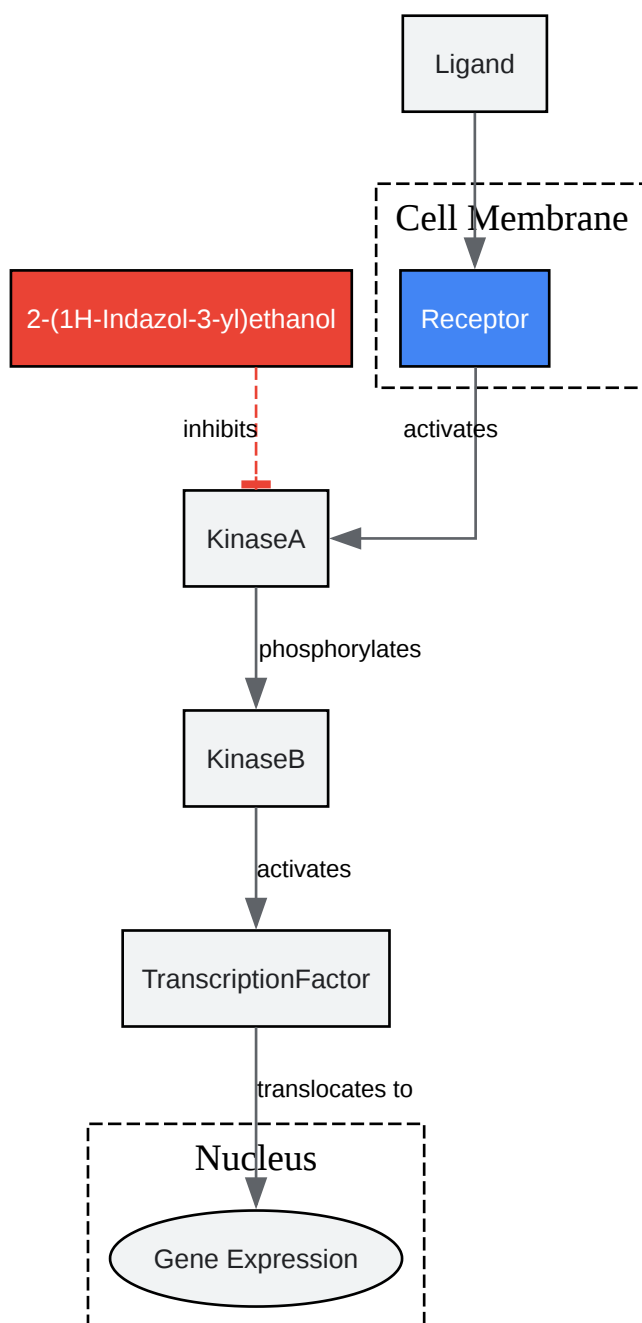 Ligand
Cell Membrane
2-(1H-Indazol-3-yl)ethanol
Receptor
inhibits
activates
KinaseA
phosphorylates
KinaseB
activates
TranscriptionFactor
translocates to
Nucleus
Gene Expression